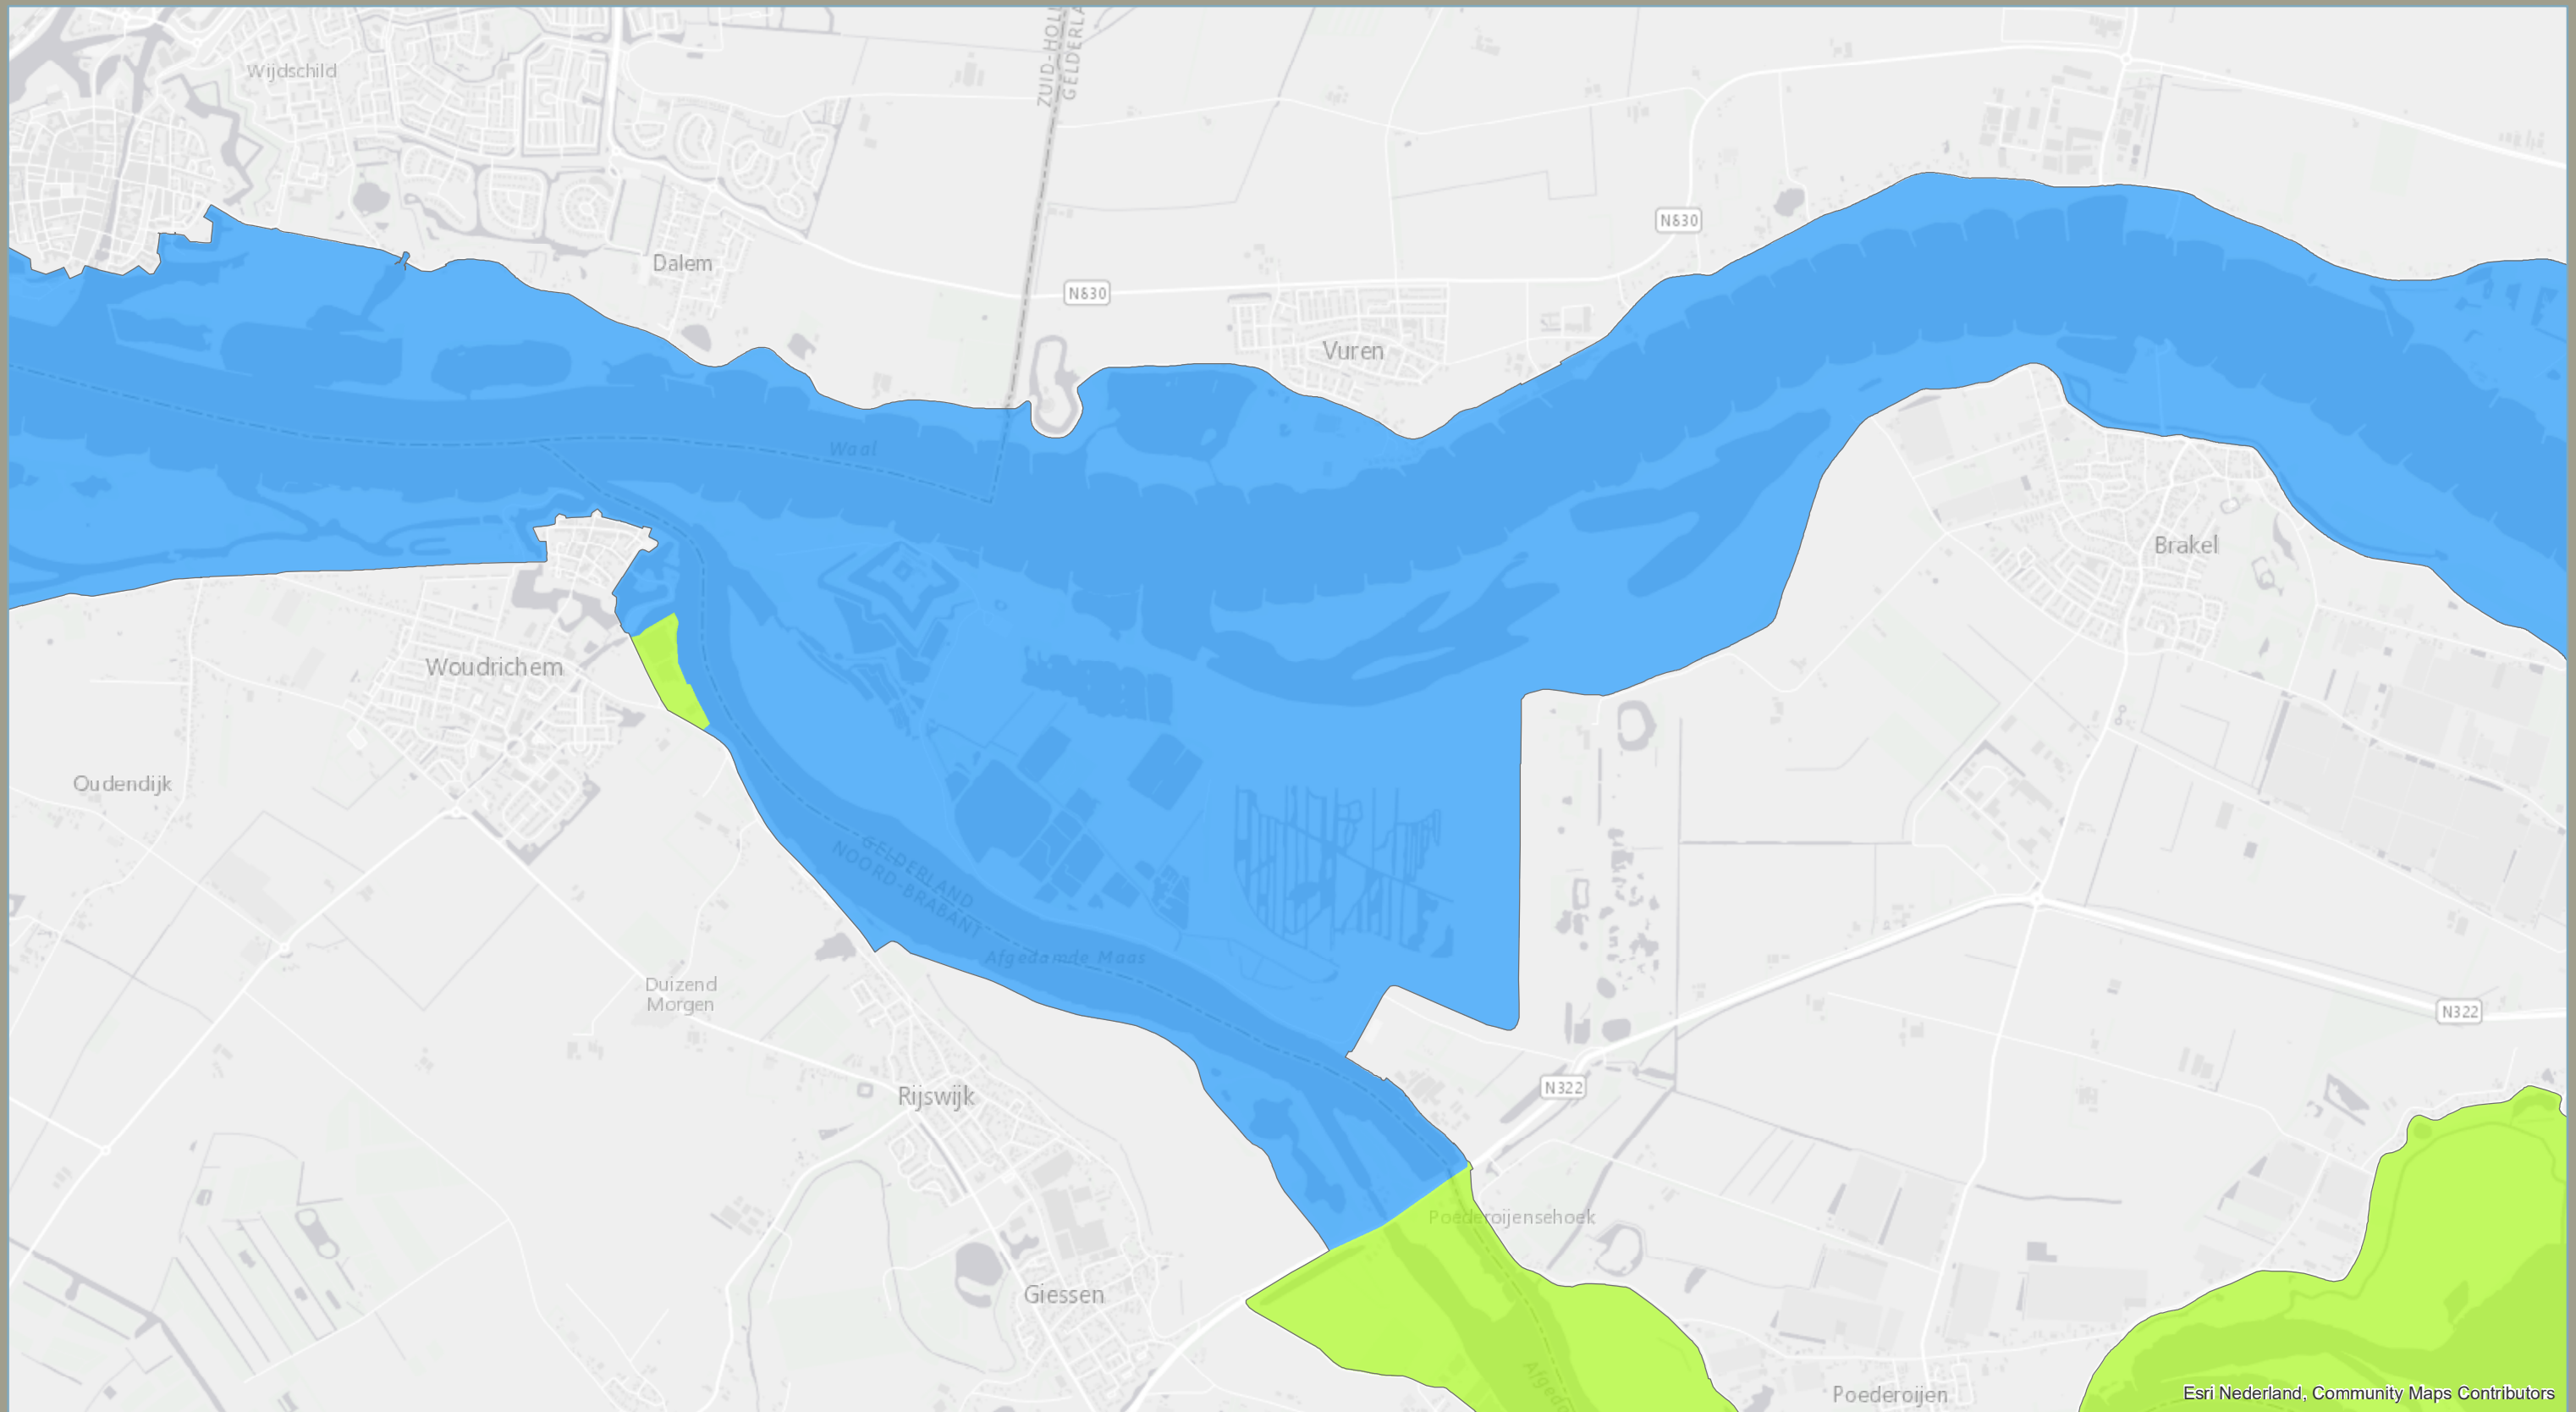 Wijdschild
ZUID-HOLL
GELDERLA
Dalem
N830
N830
Vuren
Waal
Brakel
Woudrichem
Oudendijk
GELDERLAND
NOORD-BRABANT
Afgedamde Maas
Duizend
Morgen
N322
N322
Rijswijk
Poederoijensehoek
Giessen
Afgeda
Poederoijen
Esri Nederland, Community Maps Contributors